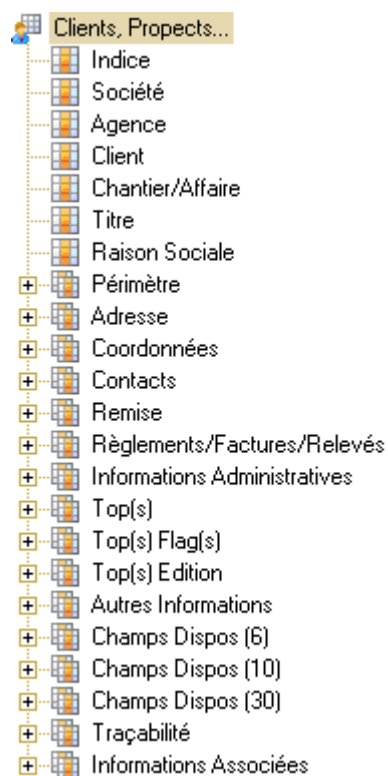 Clients, Propects...
Indice
Société
Agence
Client
Chantier/Affaire
Titre
Raison Sociale
Périmètre
Adresse
Coordonnées
Contacts
Remise
Règlements/Factures/Relevés
Informations Administratives
Top(s)
Top(s) Flag(s)
Top(s) Edition
Autres Informations
Champs Dispos (6)
Champs Dispos (10)
Champs Dispos (30)
Traçabilité
Informations Associées